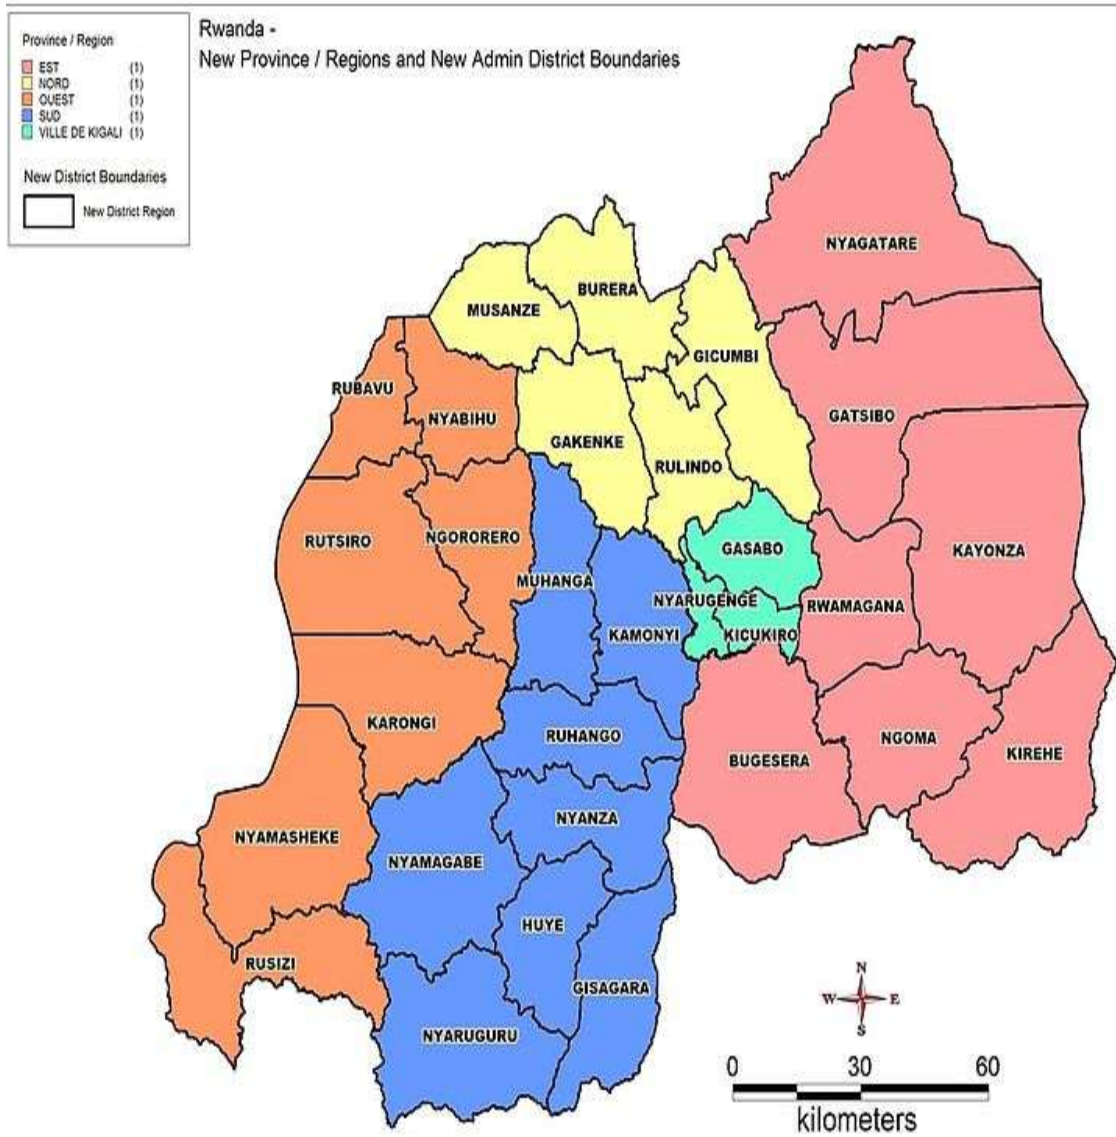 Rwanda -
New Province / Regions and New Admin District Boundaries
Province / Region
EST (1)
NORD (1)
OUEST (1)
SUD (1)
VILLE DE KIGALI (1)
New District Boundaries
New District Region
NYAGATARE
BURERA
MUSANZE
GICUMBI
RUBAVU
NYABIHU
GATSIBO
GAKENKE
RULINDO
RUTSIRO
NGORORERO
GASABO
KAYONZA
MUHANGA
NYARUGENGE
RWAMAGANA
KAMONYI
KICUKIRO
KARONGI
RUHANGO
NGOMA
BUGESERA
KIREHE
NYANZA
NYAMASHEKE
NYAMAGABE
HUYE
RUSIZI
GISAGARA
NYARUGURU
N
W E
S
0 30 60
kilometers